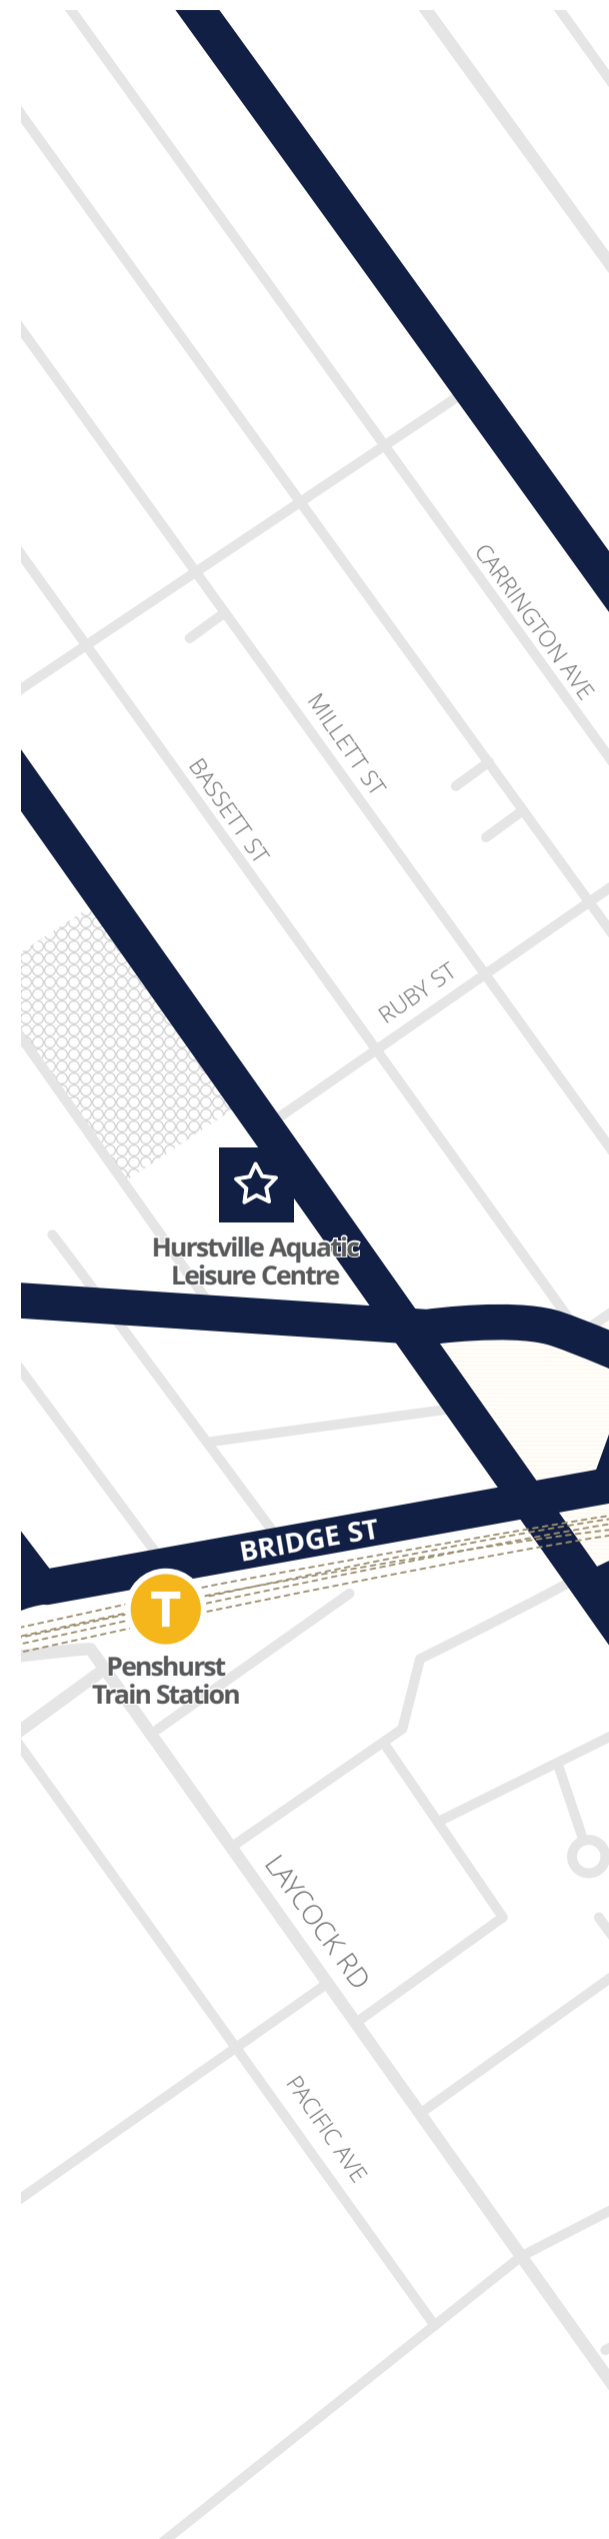 CARRINGTON AVE
MILLETT ST
BASSETT ST
RUBY ST
Hurstville Aquatic
Leisure Centre
BRIDGE ST
T
Penshurst
Train Station
LAYCOCK RD
PACIFIC AVE